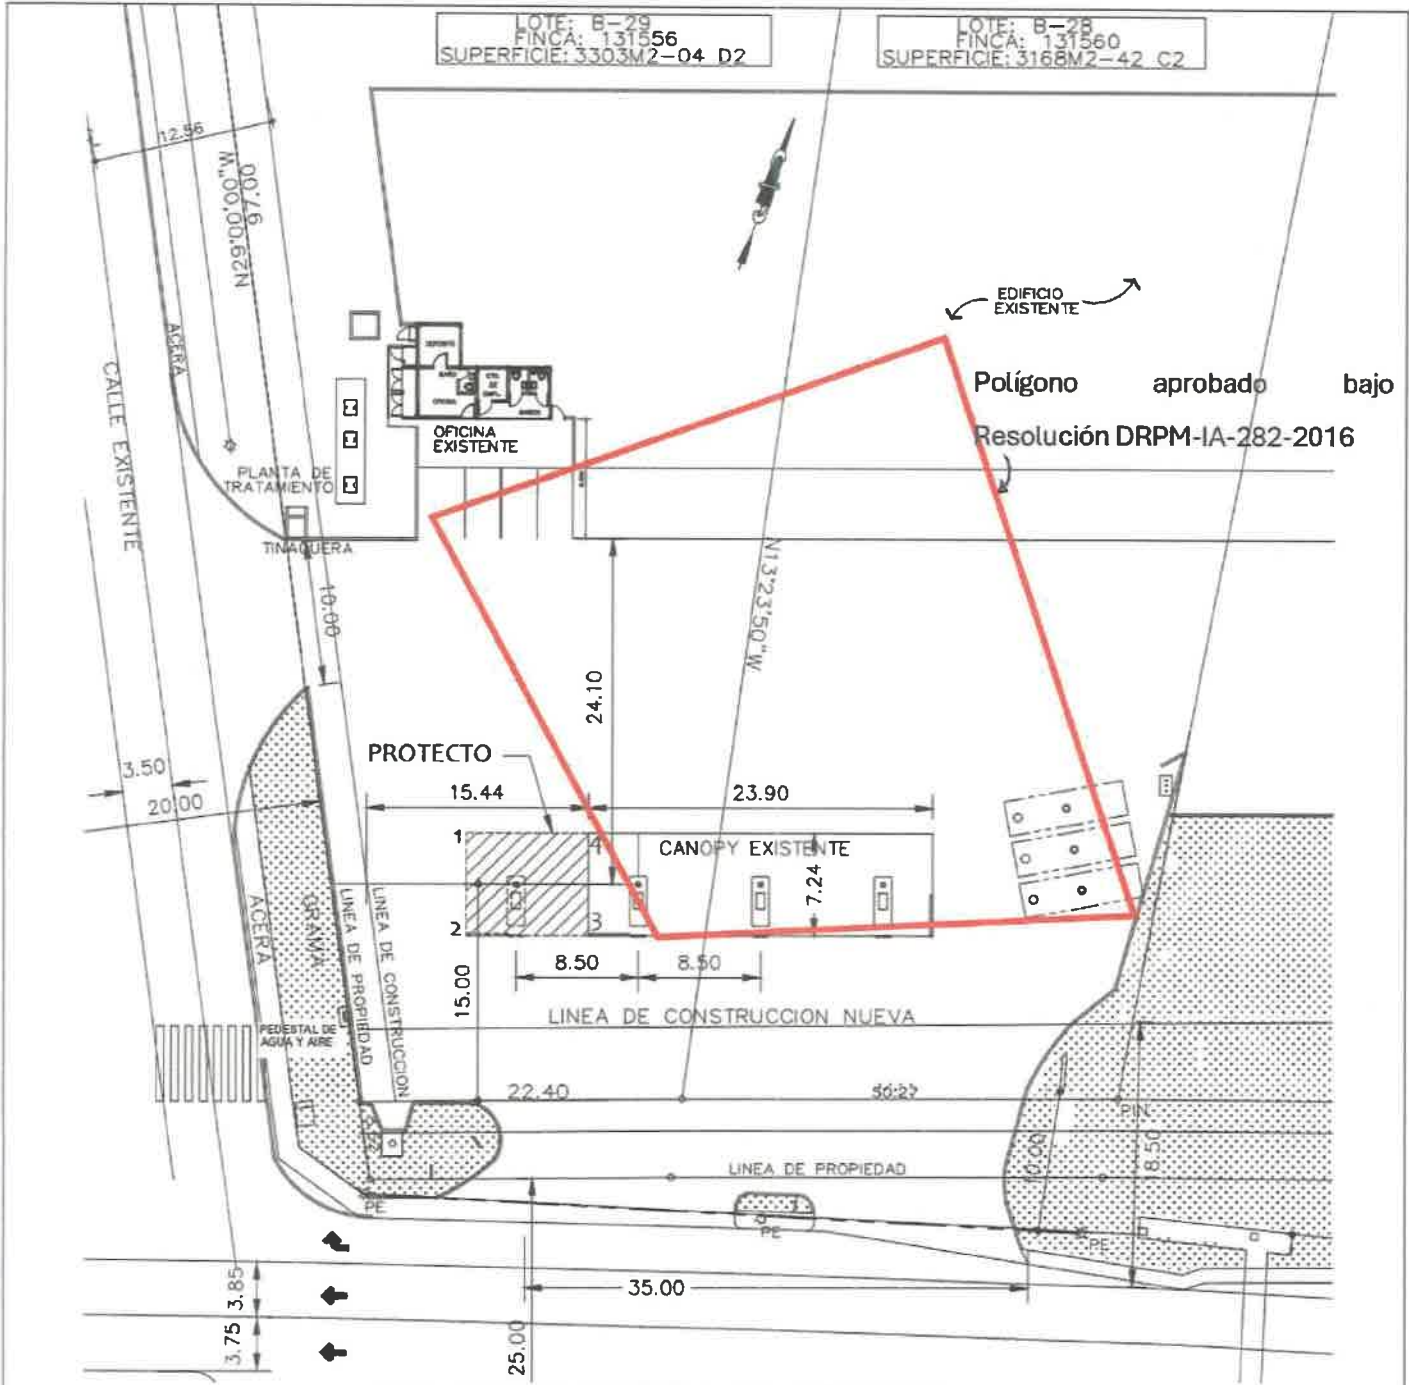 LOTE: B-29
FINCA: 131556
SUPERFICIE: 3303M2-04 D2
LOTE: B-28
FINCA: 131560
SUPERFICIE: 3168M2-42 C2
12.56
N29°00'00"W
97.00
ACERA
CALLE EXISTENTE
EDIFICIO
EXISTENTE
Polígono aprobado bajo
Resolución DRPM-IA-282-2016
DEPOSITO
OFICINA
EXISTENTE
PLANTA DE
TRATAMIENTO
TINAQUERA
10.00
N13°23'50"W
24.10
PROTECTO
3.50
20.00
15.44
23.90
1
4
CANOPY EXISTENTE
7.24
2
3
ACERA
GRAMA
LINEA DE PROPIEDAD
LINEA DE CONSTRUCCION
8.50
8.50
15.00
LINEA DE CONSTRUCCION NUEVA
PEDESTAL DE
AGUA Y AIRE
22.40
56.27
PIN
10.00
18.50
LINEA DE PROPIEDAD
PE
PE
PE
3.85
35.00
3.75
25.00